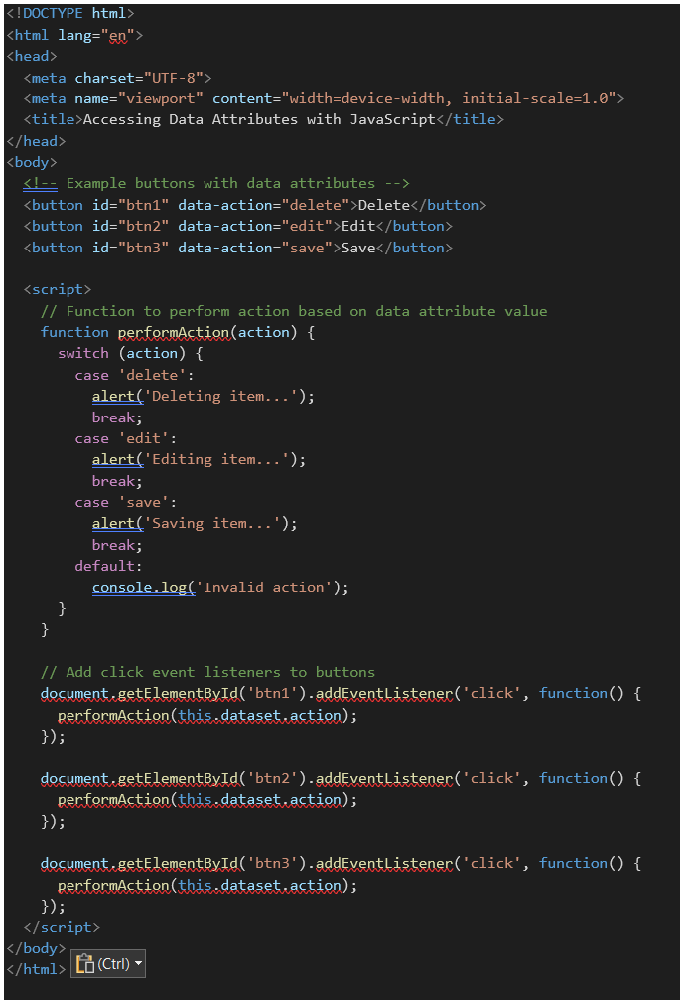 <!DOCTYPE html>
<html lang="en">
<head>
  <meta charset="UTF-8">
  <meta name="viewport" content="width=device-width, initial-scale=1.0">
  <title>Accessing Data Attributes with JavaScript</title>
</head>
<body>
  <!-- Example buttons with data attributes -->
  <button id="btn1" data-action="delete">Delete</button>
  <button id="btn2" data-action="edit">Edit</button>
  <button id="btn3" data-action="save">Save</button>

  <script>
    // Function to perform action based on data attribute value
    function performAction(action) {
      switch (action) {
        case 'delete':
          alert('Deleting item...');
          break;
        case 'edit':
          alert('Editing item...');
          break;
        case 'save':
          alert('Saving item...');
          break;
        default:
          console.log('Invalid action');
      }
    }

    // Add click event listeners to buttons
    document.getElementById('btn1').addEventListener('click', function() {
      performAction(this.dataset.action);
    });

    document.getElementById('btn2').addEventListener('click', function() {
      performAction(this.dataset.action);
    });

    document.getElementById('btn3').addEventListener('click', function() {
      performAction(this.dataset.action);
    });
  </script>
</body>
</html>
(Ctrl)